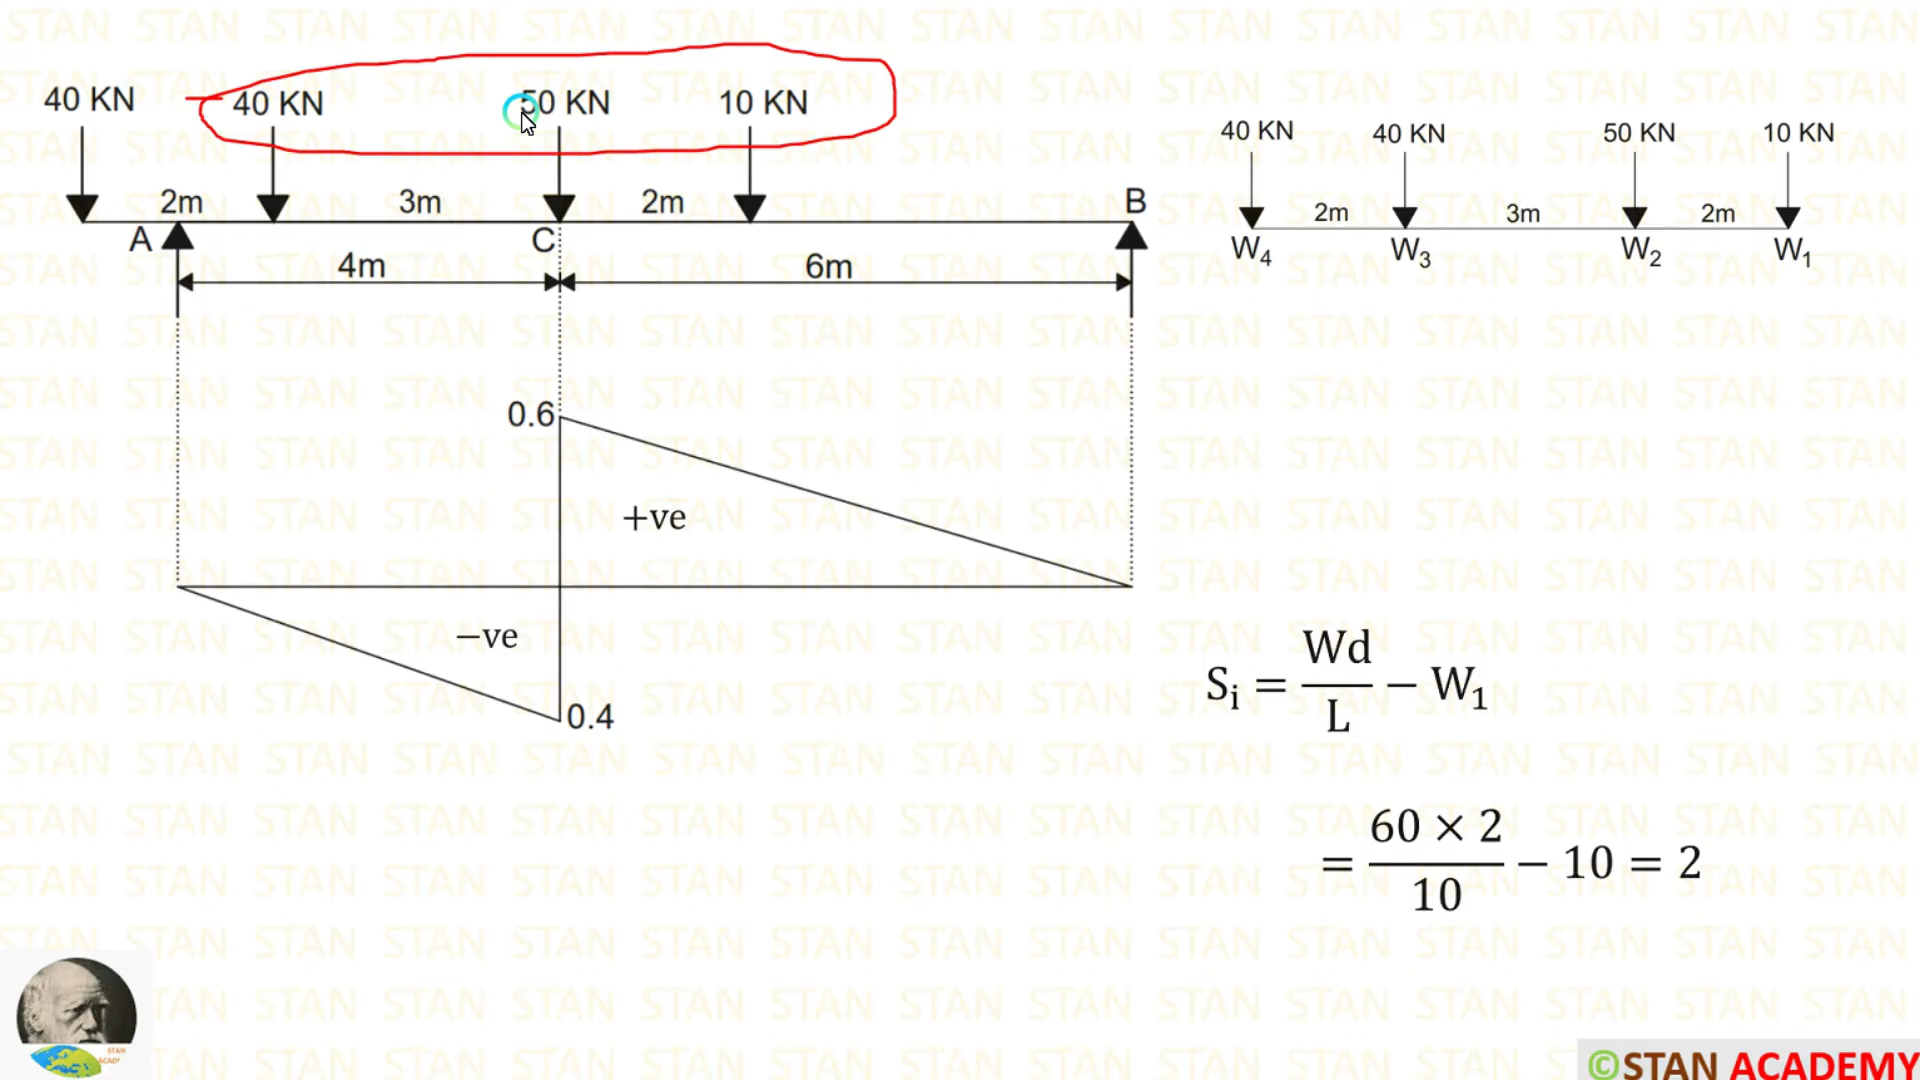 40 KN 40 KN 50 KN 10 KN
2m 3m 2m B
A C
4m 6m
0.6
+ve
−ve
0.4
40 KN 40 KN 50 KN 10 KN
2m 3m 2m
W4 W3 W2 W1
Si = Wd/L − W1
= 60 × 2/10 − 10 = 2
STAN
ACADEMY
©STAN ACADEMY